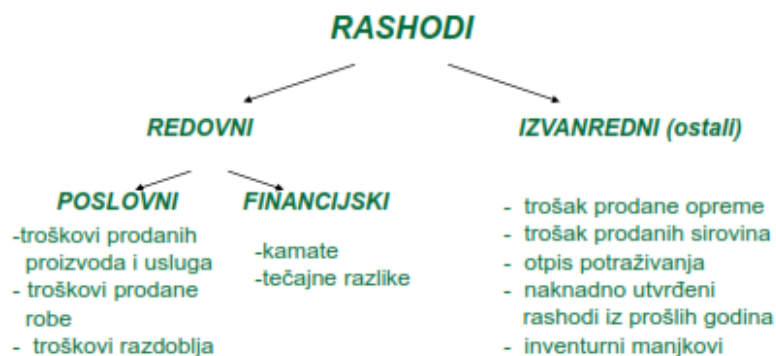 RASHODI
REDOVNI
IZVANREDNI (ostali)
POSLOVNI
-troškovi prodanih
proizvoda i usluga
- troškovi prodane
robe
- troškovi razdoblja
FINANCIJSKI
-kamate
-tečajne razlike
- trošak prodane opreme
- trošak prodanih sirovina
- otpis potraživanja
- naknadno utvrđeni
rashodi iz prošlih godina
- inventurni manjkovi